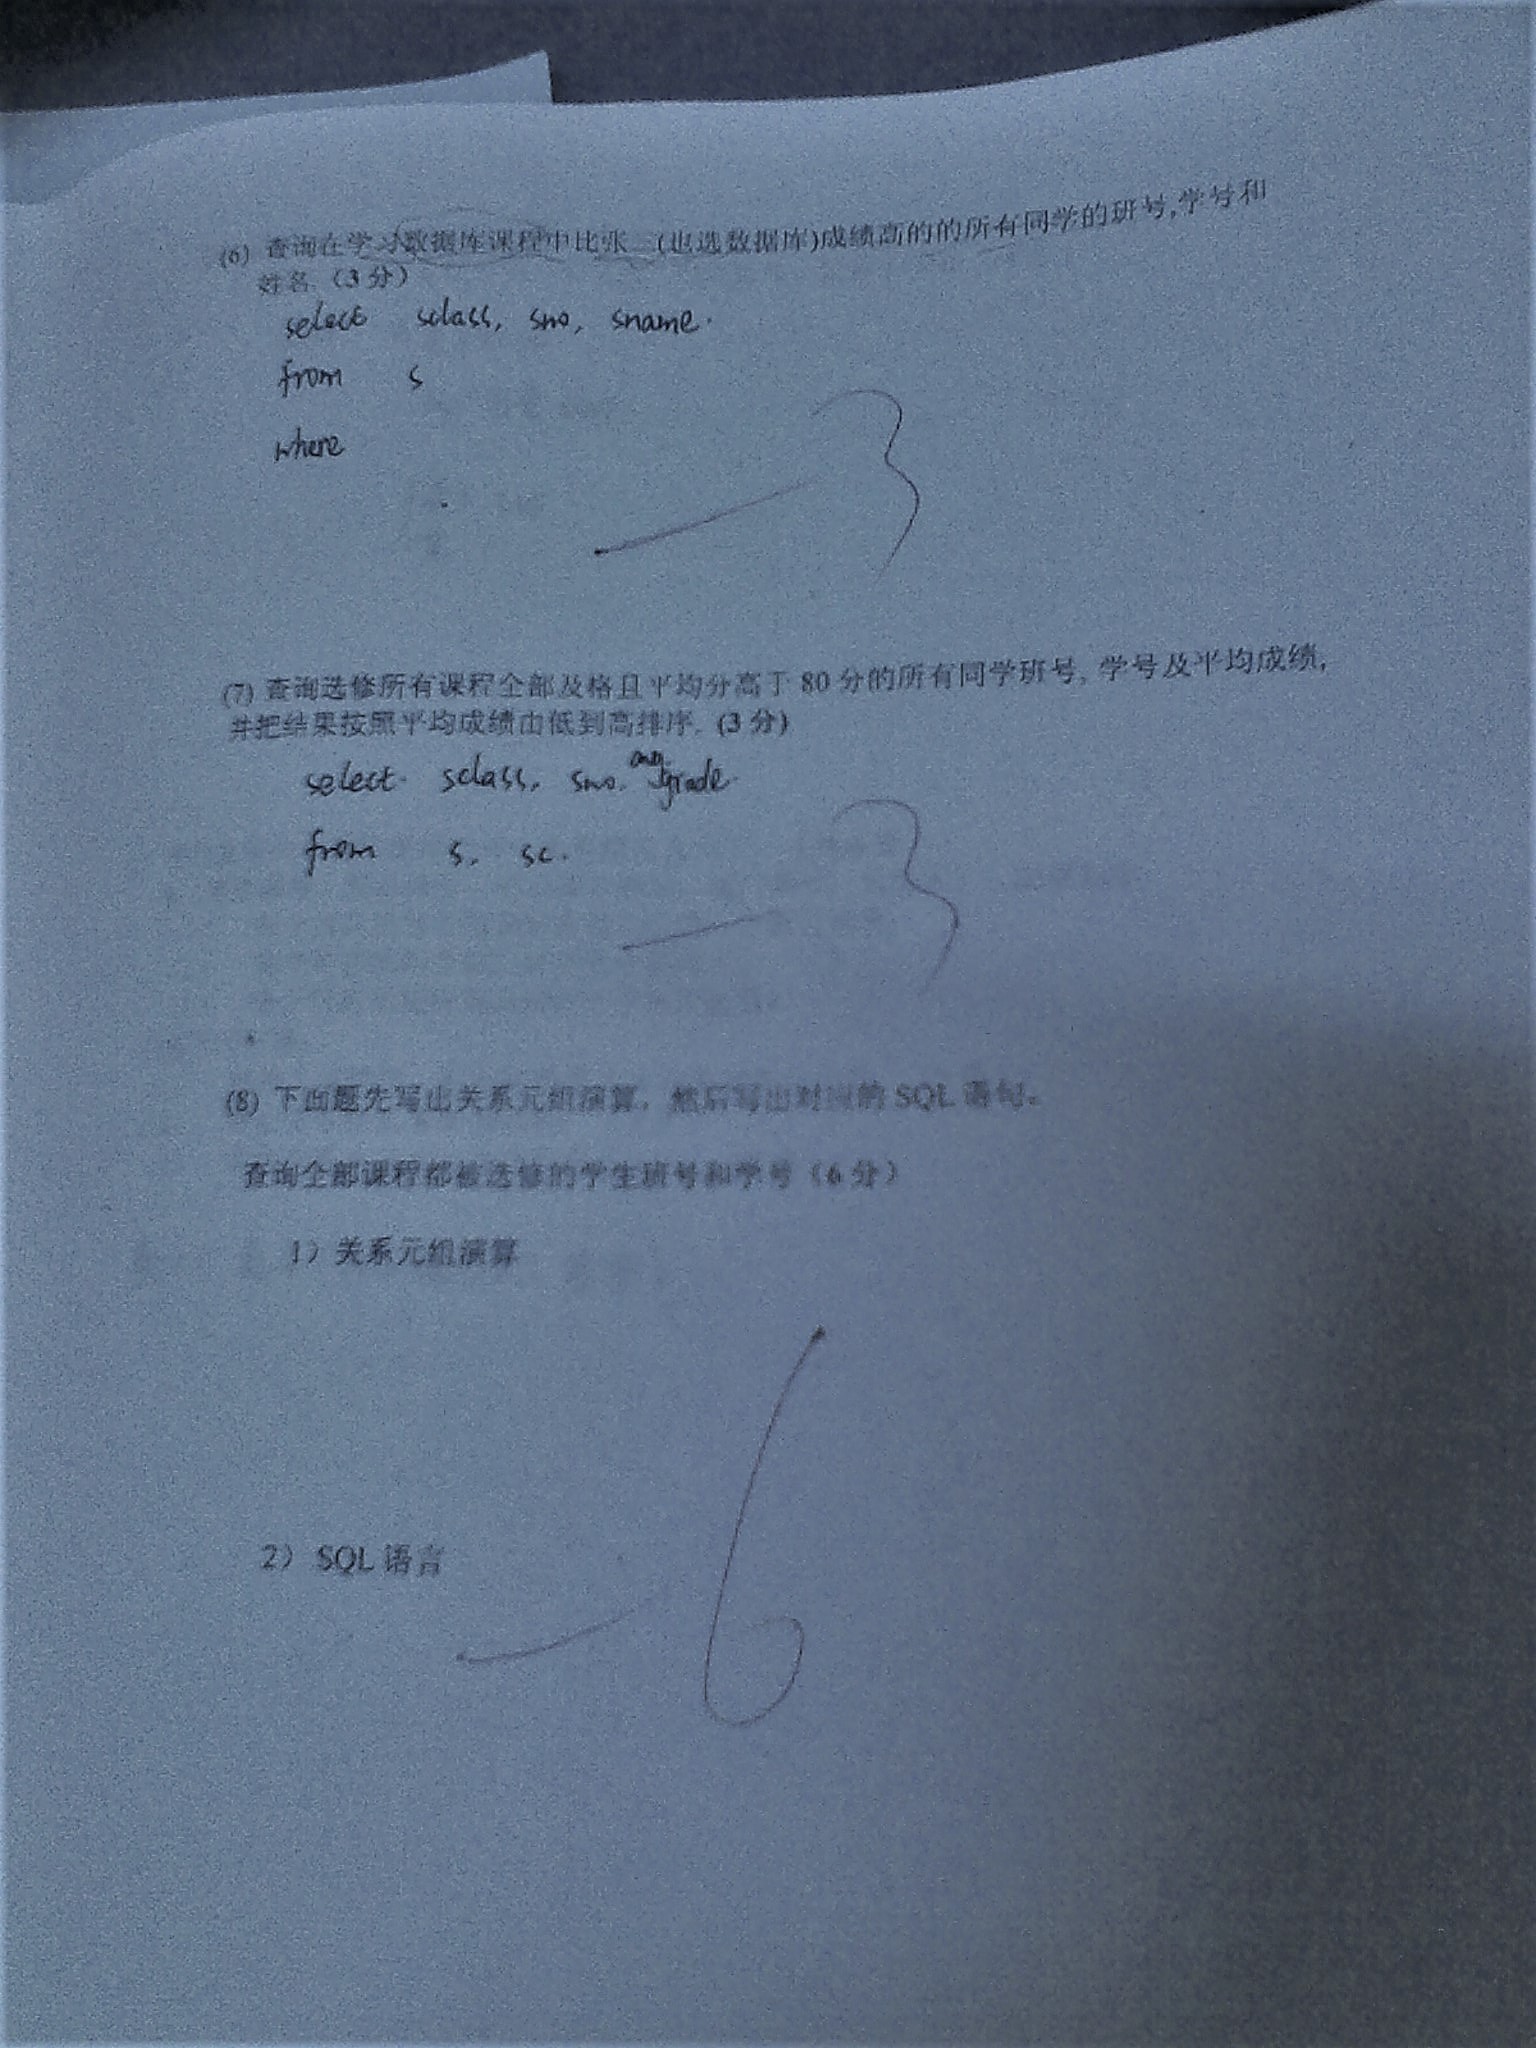 (6) 查询在学习数据库课程中比张 (也选数据库)成绩高的的所有同学的班号,学号和
姓名.（3分）
select sclass, sno, sname.
from s
where
—3
(7) 查询选修所有课程全部及格且平均分高于80分的所有同学班号, 学号及平均成绩,
并把结果按照平均成绩由低到高排序. (3分)
select. sclass, sno, avg. grade.
from s, sc.
—3
(8) 下面题先写出关系元组演算，然后写出对应的SQL语句。
查询全部课程都被选修的学生班号和学号（6分）
1）关系元组演算
2）SQL语言
—6